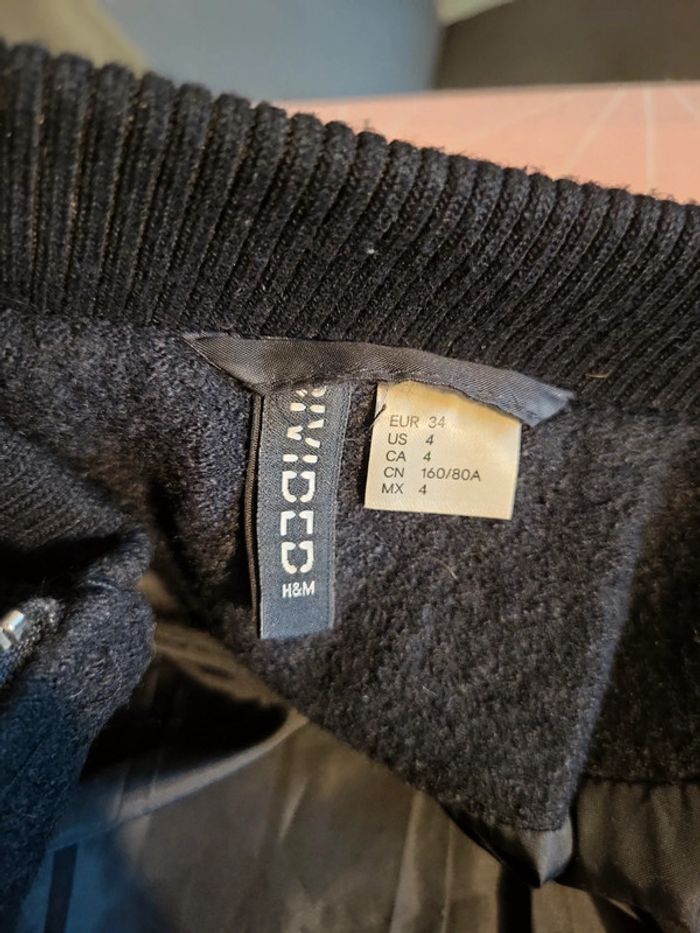 DIVIDED
H&M
EUR 34
US 4
CA 4
CN 160/80A
MX 4